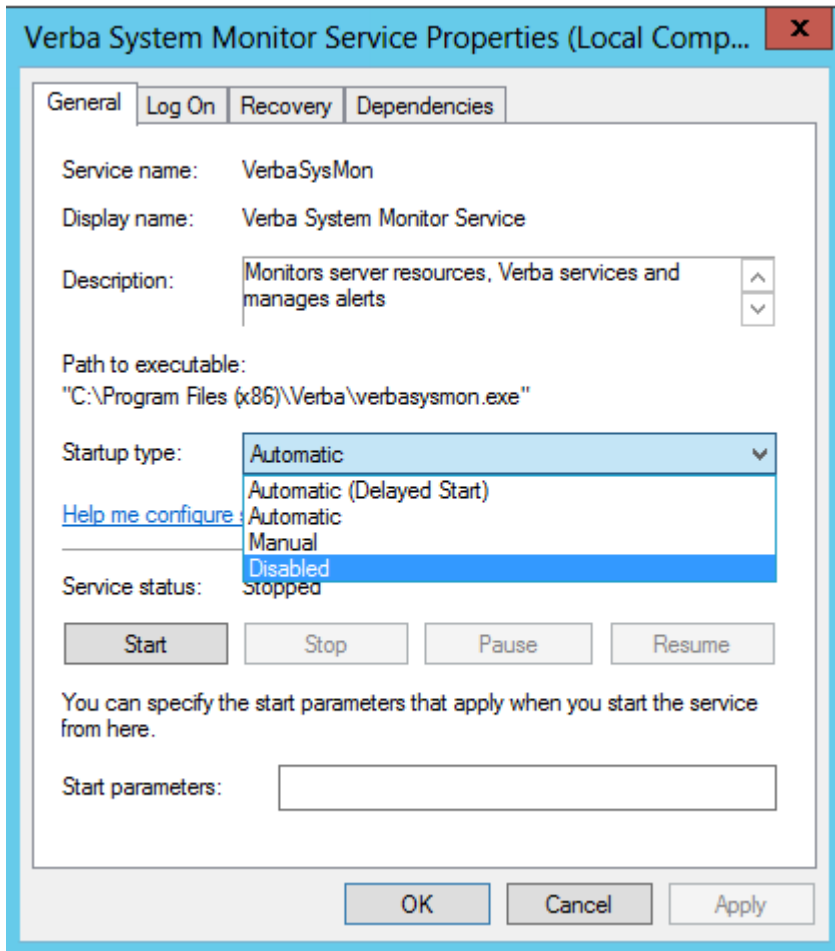 Verba System Monitor Service Properties (Local Comp...
x
General Log On Recovery Dependencies
Service name: VerbaSysMon
Display name: Verba System Monitor Service
Description: Monitors server resources, Verba services and
manages alerts
Path to executable:
"C:\Program Files (x86)\Verba\verbasysmon.exe"
Startup type: Automatic
Automatic (Delayed Start)
Help me configure s Automatic
Manual
Disabled
Service status: Stopped
Start Stop Pause Resume
You can specify the start parameters that apply when you start the service
from here.
Start parameters:
OK Cancel Apply